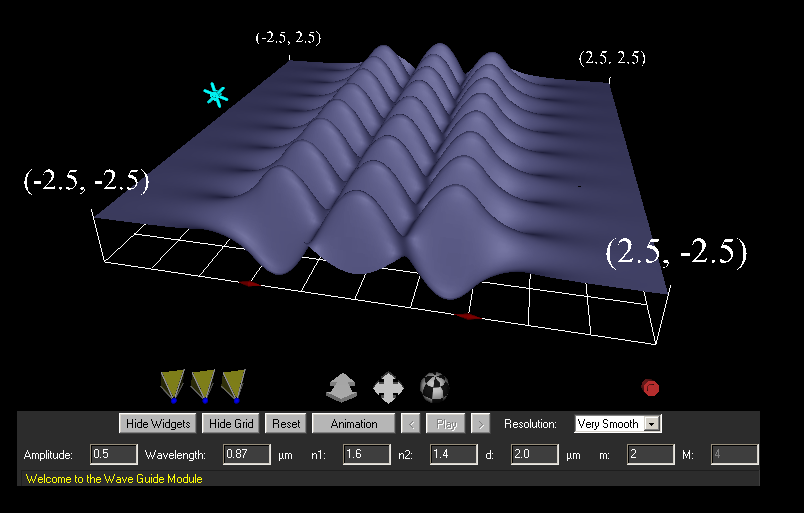 (-2.5, 2.5)
(2.5, 2.5)
(-2.5, -2.5)
(2.5, -2.5)
Hide Widgets Hide Grid Reset Animation < Play > Resolution: Very Smooth
Amplitude: 0.5 Wavelength: 0.87 µm n1: 1.6 n2: 1.4 d: 2.0 µm m: 2 M: 4
Welcome to the Wave Guide Module